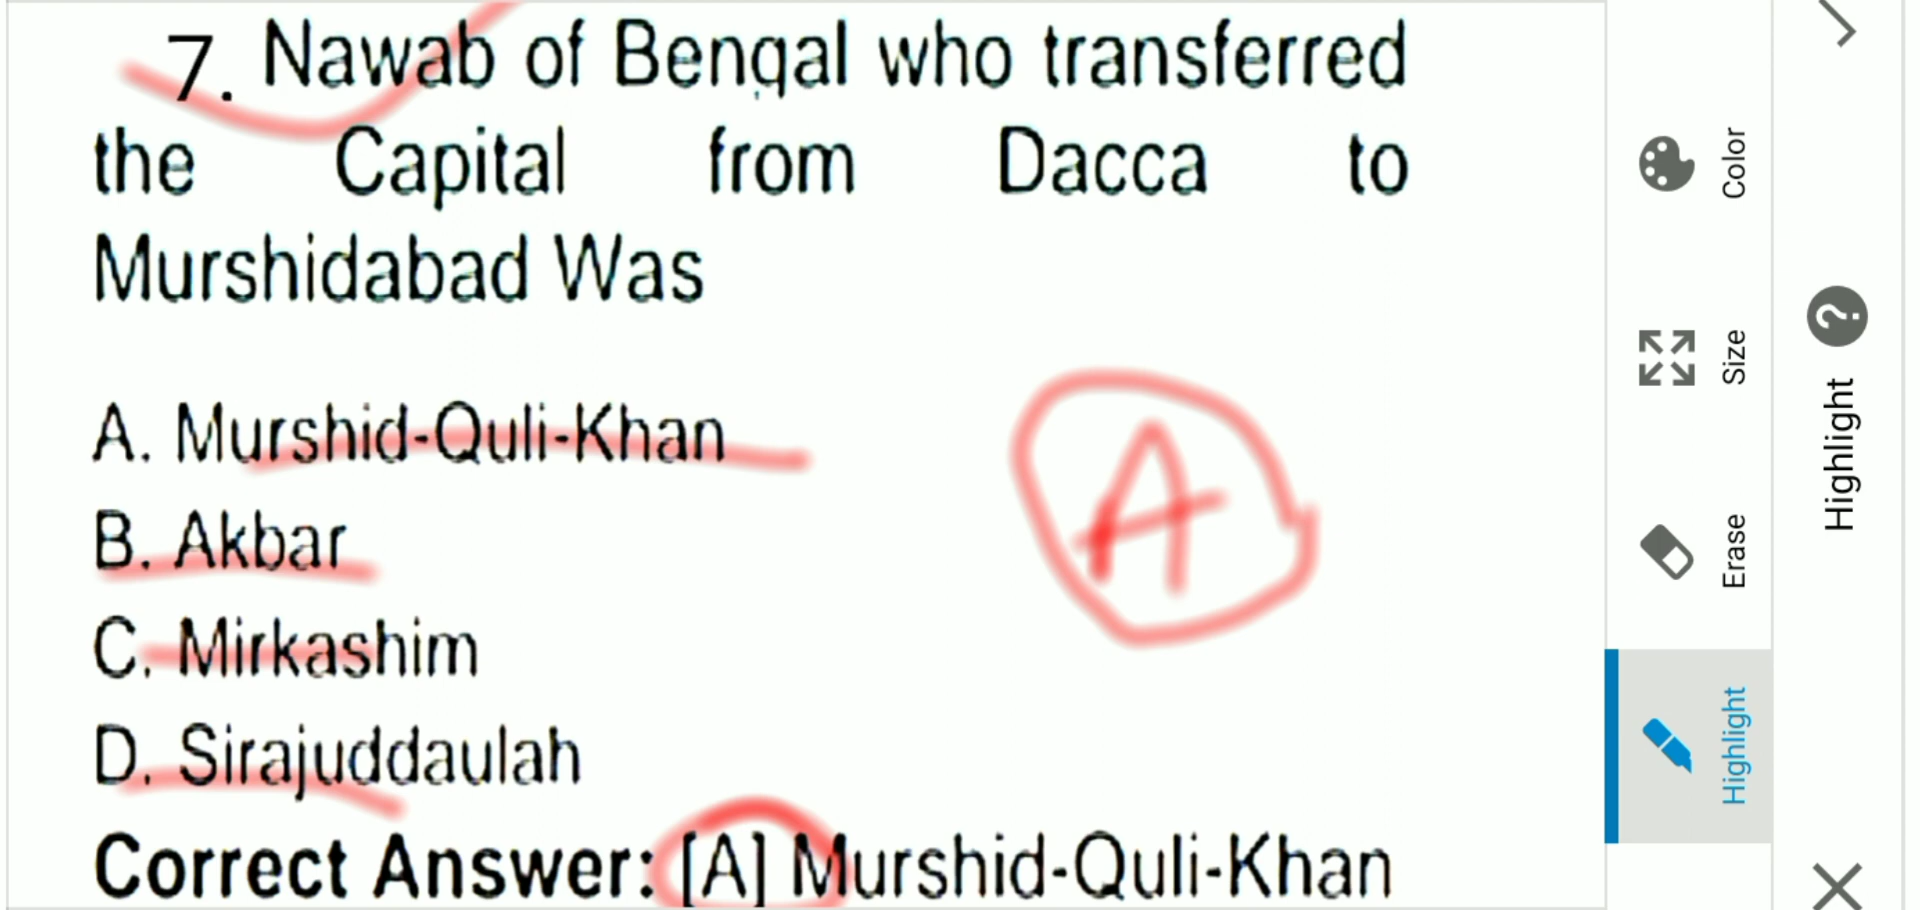 7. Nawab of Bengal who transferred
the Capital from Dacca to
Murshidabad Was
A. Murshid-Quli-Khan
B. Akbar
C. Mirkashim
D. Sirajuddaulah
Correct Answer: [A] Murshid-Quli-Khan
A
Color
Size
Erase
Highlight
? Highlight